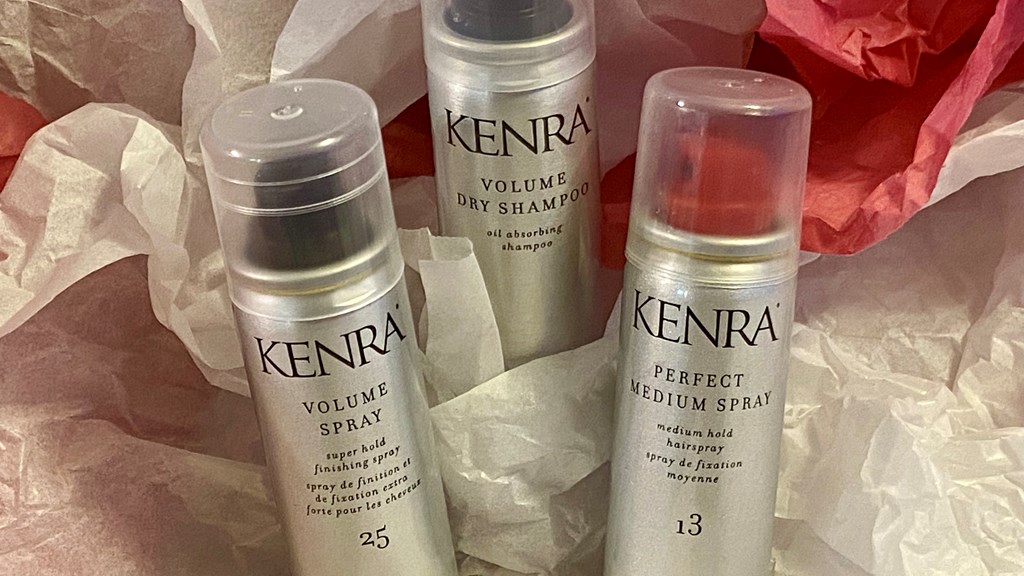 KENRA
VOLUME
DRY SHAMPOO
oil absorbing
shampoo
KENRA
VOLUME
SPRAY
super hold
finishing spray
spray de finition et
de fixation extra
forte pour les cheveux
25
KENRA
PERFECT
MEDIUM SPRAY
medium hold
hairspray
spray de fixation
moyenne
13